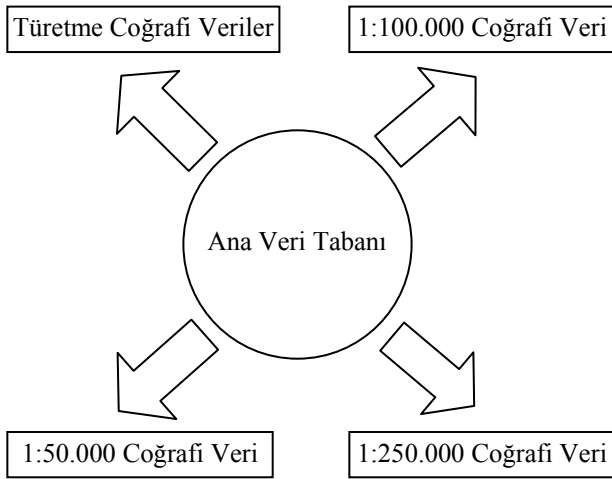 Türetme Coğrafi Veriler
1:100.000 Coğrafi Veri
Ana Veri Tabanı
1:50.000 Coğrafi Veri
1:250.000 Coğrafi Veri